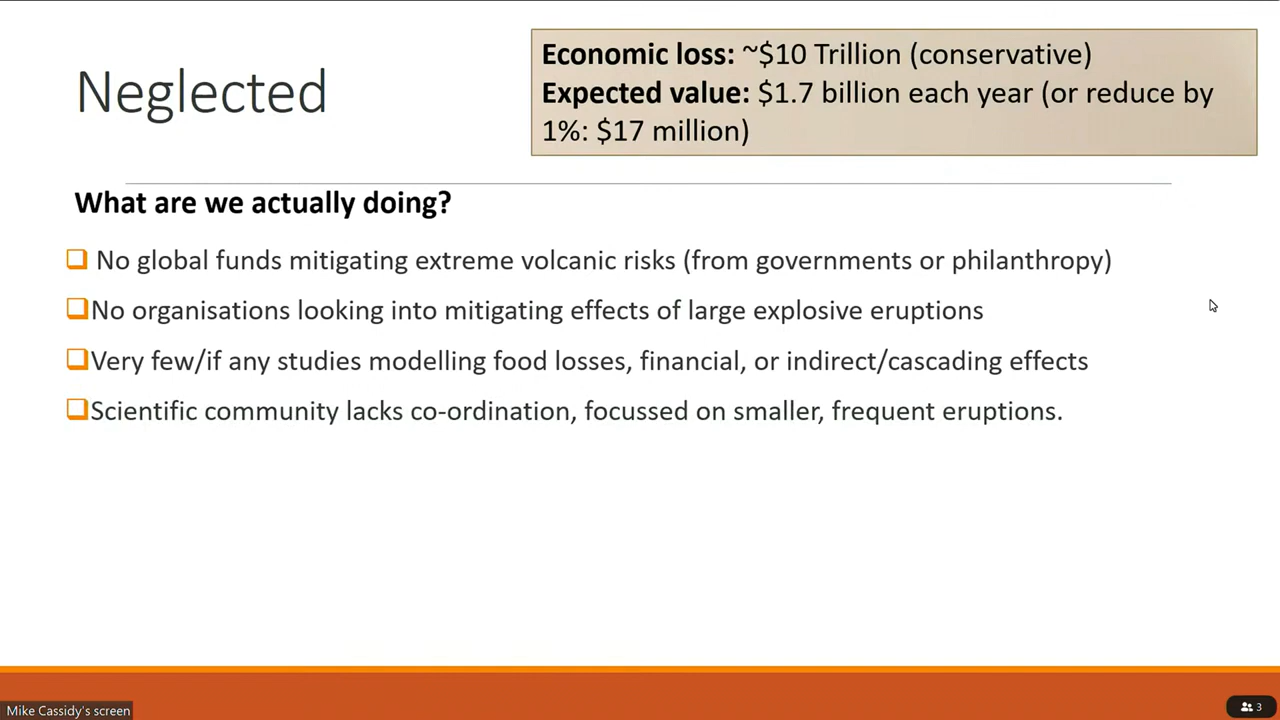 Neglected
Economic loss: ~$10 Trillion (conservative)
Expected value: $1.7 billion each year (or reduce by
1%: $17 million)
What are we actually doing?
No global funds mitigating extreme volcanic risks (from governments or philanthropy)
No organisations looking into mitigating effects of large explosive eruptions
Very few/if any studies modelling food losses, financial, or indirect/cascading effects
Scientific community lacks co-ordination, focussed on smaller, frequent eruptions.
Mike Cassidy's screen
3